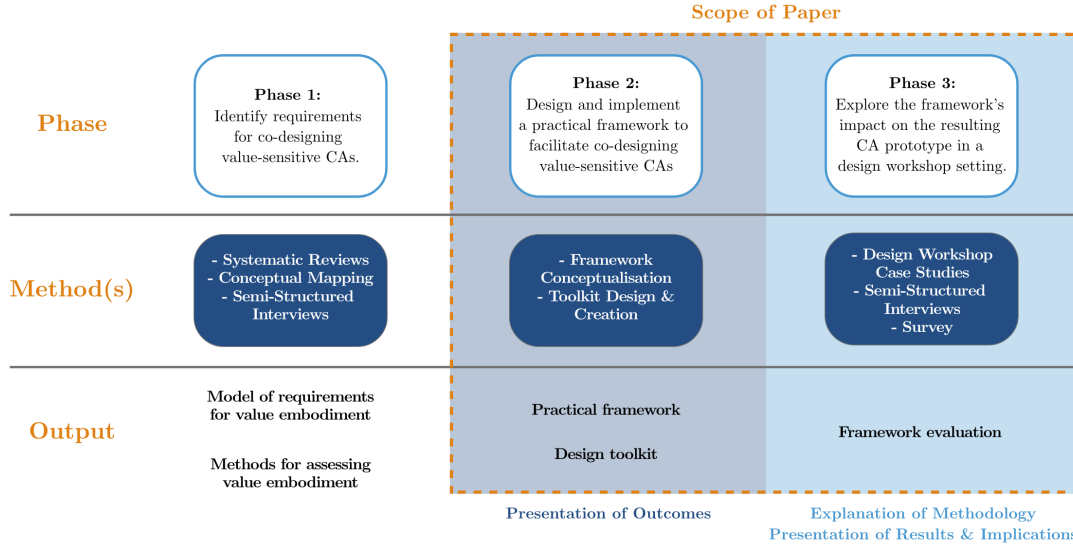 Scope of Paper
Phase
Phase 1:
Identify requirements
for co-designing
value-sensitive CAs.
Phase 2:
Design and implement
a practical framework to
facilitate co-designing
value-sensitive CAs
Phase 3:
Explore the framework's
impact on the resulting
CA prototype in a
design workshop setting.
Method(s)
- Systematic Reviews
- Conceptual Mapping
- Semi-Structured
Interviews
- Framework
Conceptualisation
- Toolkit Design &
Creation
- Design Workshop
Case Studies
- Semi-Structured
Interviews
- Survey
Output
Model of requirements
for value embodiment
Methods for assessing
value embodiment
Practical framework
Design toolkit
Framework evaluation
Presentation of Outcomes
Explanation of Methodology
Presentation of Results & Implications